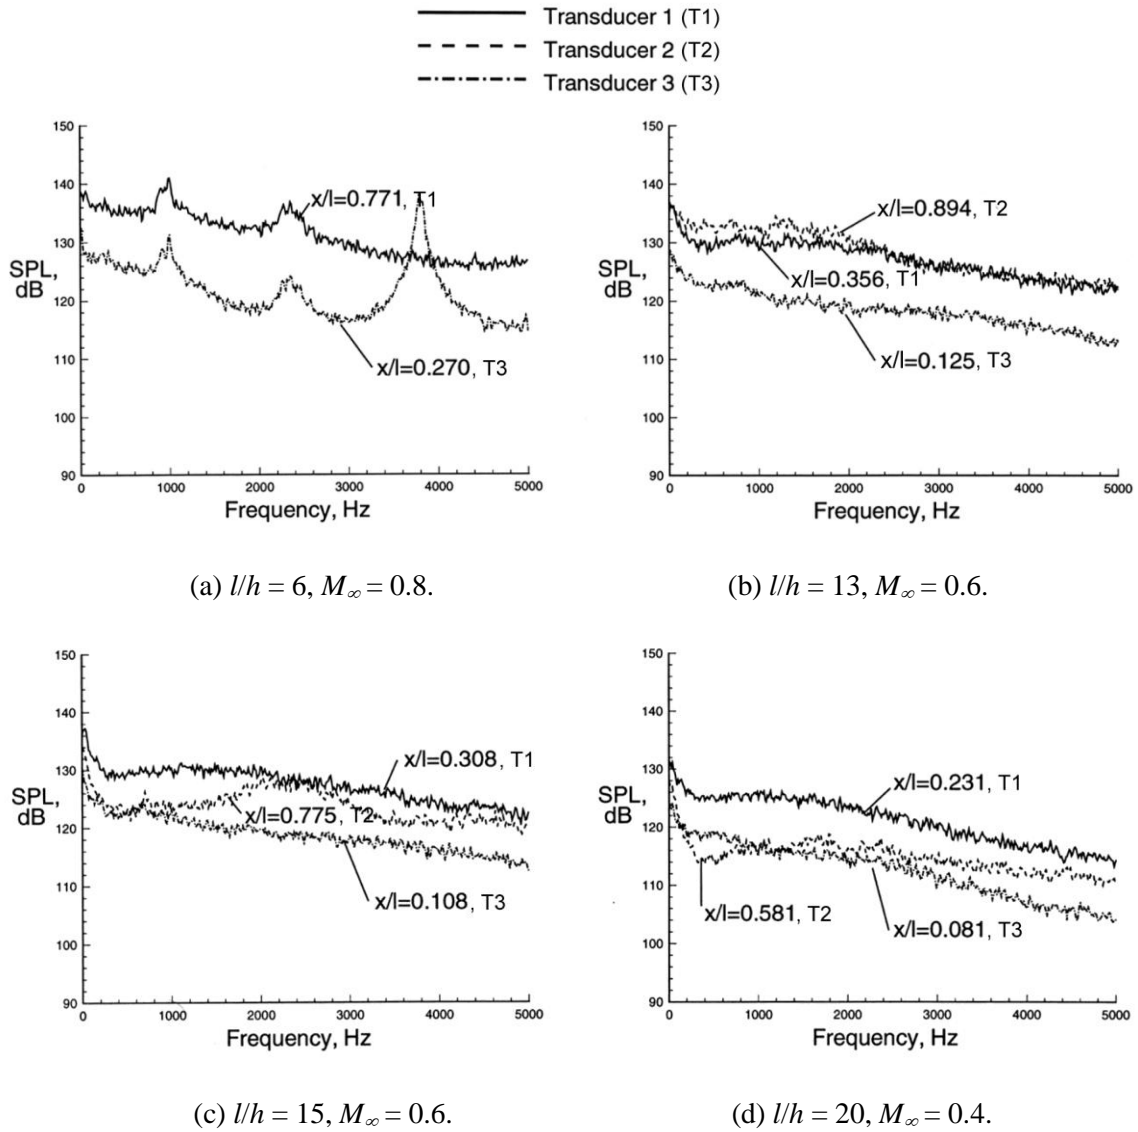 Transducer 1 (T1)
Transducer 2 (T2)
Transducer 3 (T3)
150
140
130
120
110
100
90
SPL,
dB
x/l=0.771, T1
x/l=0.270, T3
0 1000 2000 3000 4000 5000
Frequency, Hz
(a) l/h = 6, M∞ = 0.8.
150
140
130
120
110
100
90
SPL,
dB
x/l=0.894, T2
x/l=0.356, T1
x/l=0.125, T3
0 1000 2000 3000 4000 5000
Frequency, Hz
(b) l/h = 13, M∞ = 0.6.
150
140
130
120
110
100
90
SPL,
dB
x/l=0.308, T1
x/l=0.775, T2
x/l=0.108, T3
0 1000 2000 3000 4000 5000
Frequency, Hz
(c) l/h = 15, M∞ = 0.6.
150
140
130
120
110
100
90
SPL,
dB
x/l=0.231, T1
x/l=0.581, T2
x/l=0.081, T3
0 1000 2000 3000 4000 5000
Frequency, Hz
(d) l/h = 20, M∞ = 0.4.